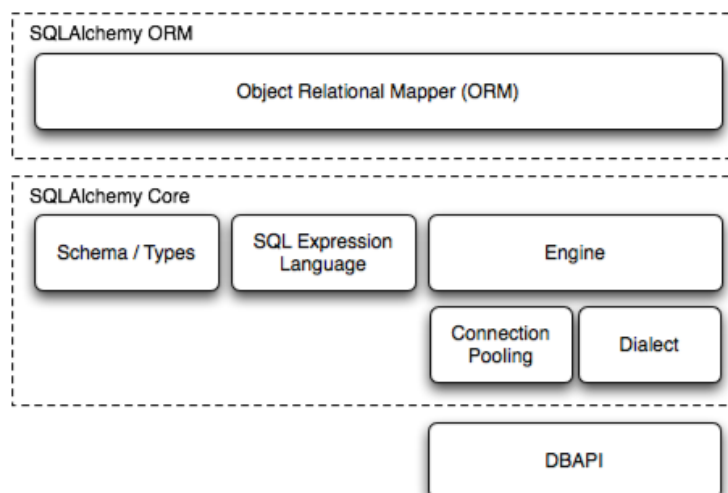 SQLAlchemy ORM
Object Relational Mapper (ORM)
SQLAlchemy Core
Schema / Types
SQL Expression
Language
Engine
Connection
Pooling
Dialect
DBAPI